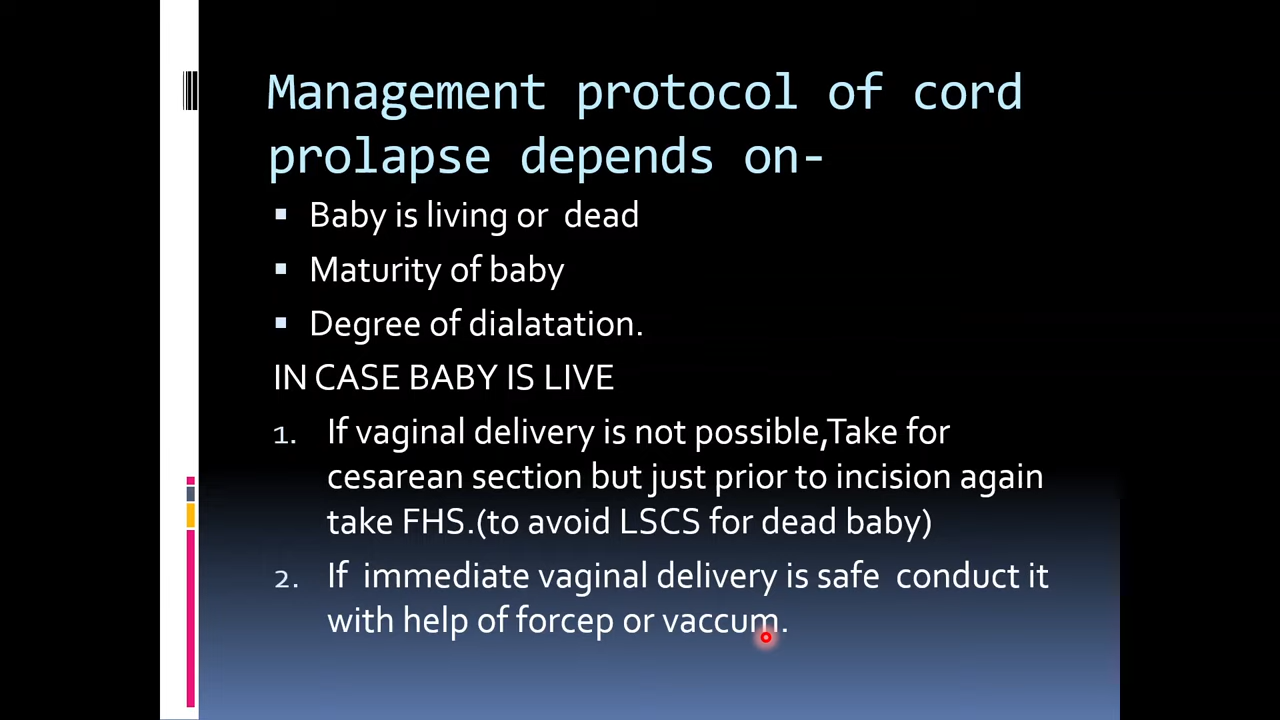 Management protocol of cord
prolapse depends on-
▪ Baby is living or dead
▪ Maturity of baby
▪ Degree of dialatation.
IN CASE BABY IS LIVE
1. If vaginal delivery is not possible,Take for
cesarean section but just prior to incision again
take FHS.(to avoid LSCS for dead baby)
2. If immediate vaginal delivery is safe conduct it
with help of forcep or vaccum.